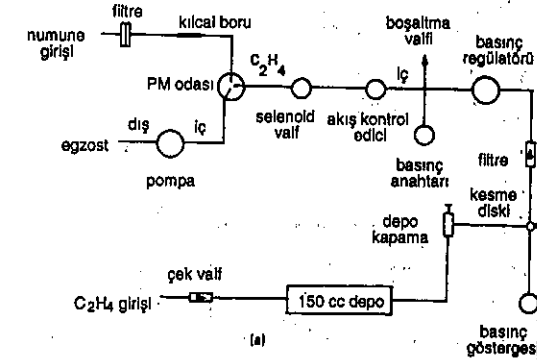 filtre
kılcal boru
numune
girişi
C₂H₄
boşaltma
valfi
basınç
regülatörü
PM odası
iç
selenoid
valf
akış kontrol
edici
dış
iç
egzost
pompa
basınç
anahtarı
filtre
kesme
diski
depo
kapama
çek valf
C₂H₄ girişi
150 cc depo
basınç
göstergesi
(a)